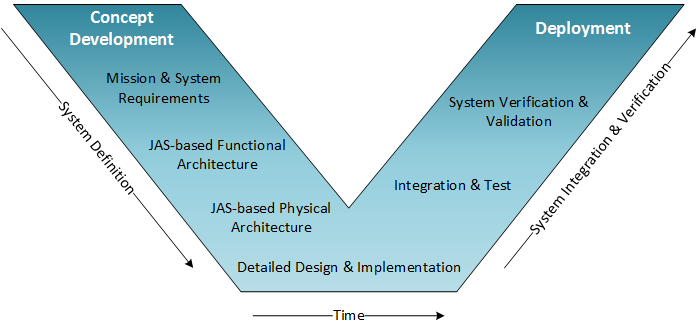 Concept
Development
Mission & System
Requirements
JAS-based Functional
Architecture
JAS-based Physical
Architecture
Detailed Design & Implementation
Integration & Test
System Verification &
Validation
Deployment
System Definition
Time
System Integration & Verification